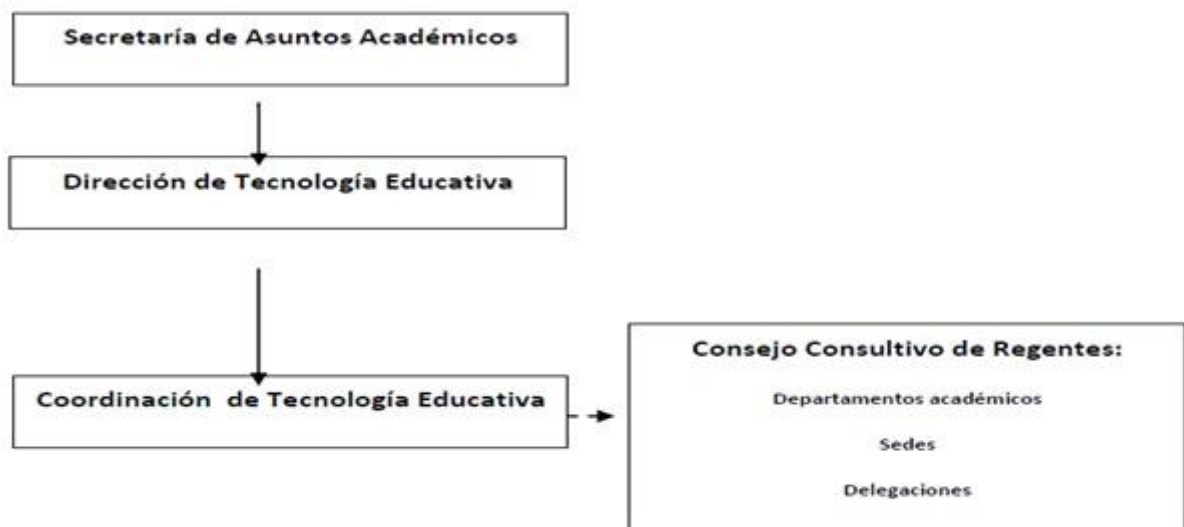 Secretaría de Asuntos Académicos
Dirección de Tecnología Educativa
Coordinación de Tecnología Educativa
Consejo Consultivo de Regentes:
Departamentos académicos
Sedes
Delegaciones